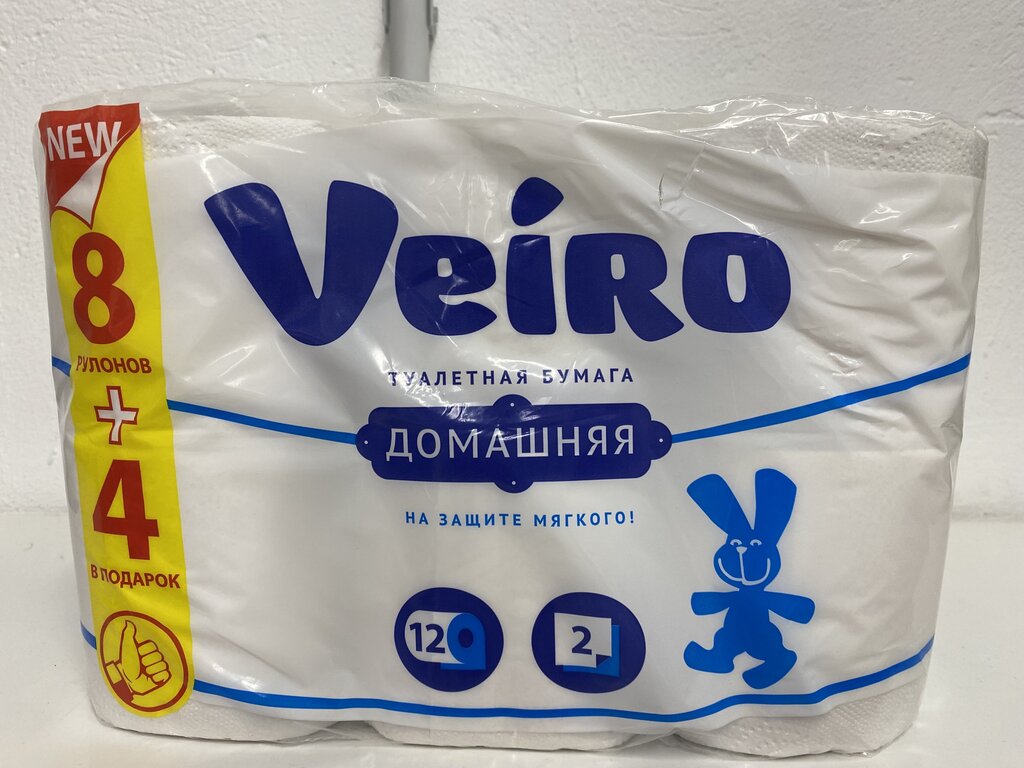 NEW
8
РУЛОНОВ
+
4
В ПОДАРОК
Veiro
ТУАЛЕТНАЯ БУМАГА
ДОМАШНЯЯ
НА ЗАЩИТЕ МЯГКОГО!
12
2